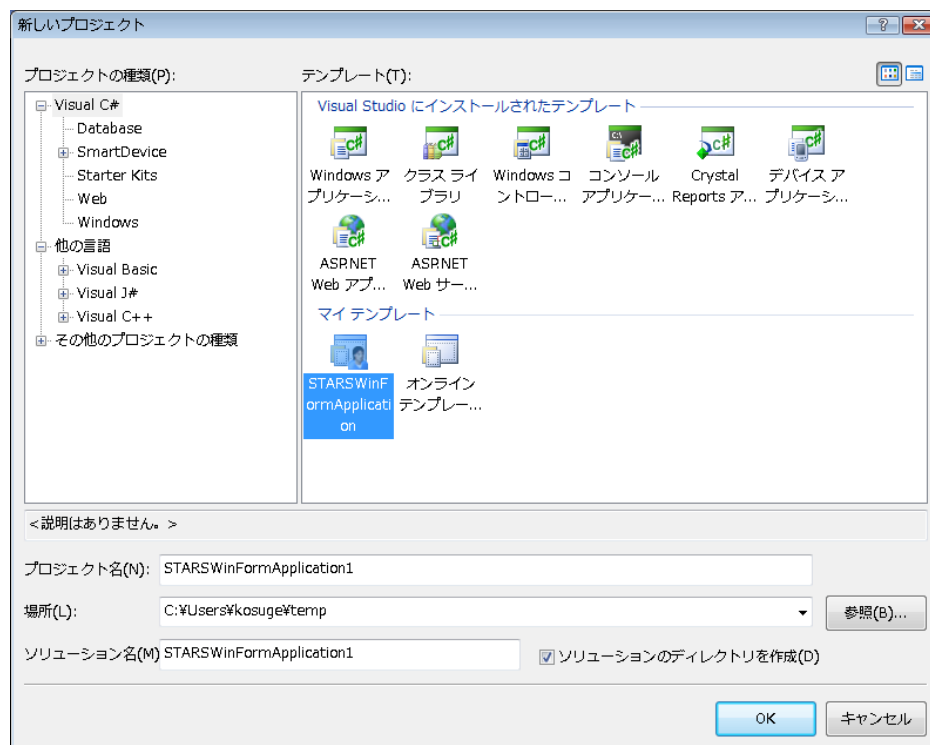 新しいプロジェクト
プロジェクトの種類(P):
テンプレート(T):
Visual C#
Database
SmartDevice
Starter Kits
Web
Windows
他の言語
Visual Basic
Visual J#
Visual C++
その他のプロジェクトの種類
Visual Studio にインストールされたテンプレート
Windows ア
プリケーシ...
クラス ライ
ブラリ
Windows コ
ントロー...
コンソール
アプリケー...
Crystal
Reports ア...
デバイス ア
プリケーシ...
ASP.NET
Web アプ...
ASP.NET
Web サー...
マイ テンプレート
STARSWinF
ormApplicati
on
オンライン
テンプレー...
<説明はありません。>
プロジェクト名(N): STARSWinFormApplication1
場所(L): C:¥Users¥kosuge¥temp
参照(B)...
ソリューション名(M) STARSWinFormApplication1
ソリューションのディレクトリを作成(D)
OK
キャンセル